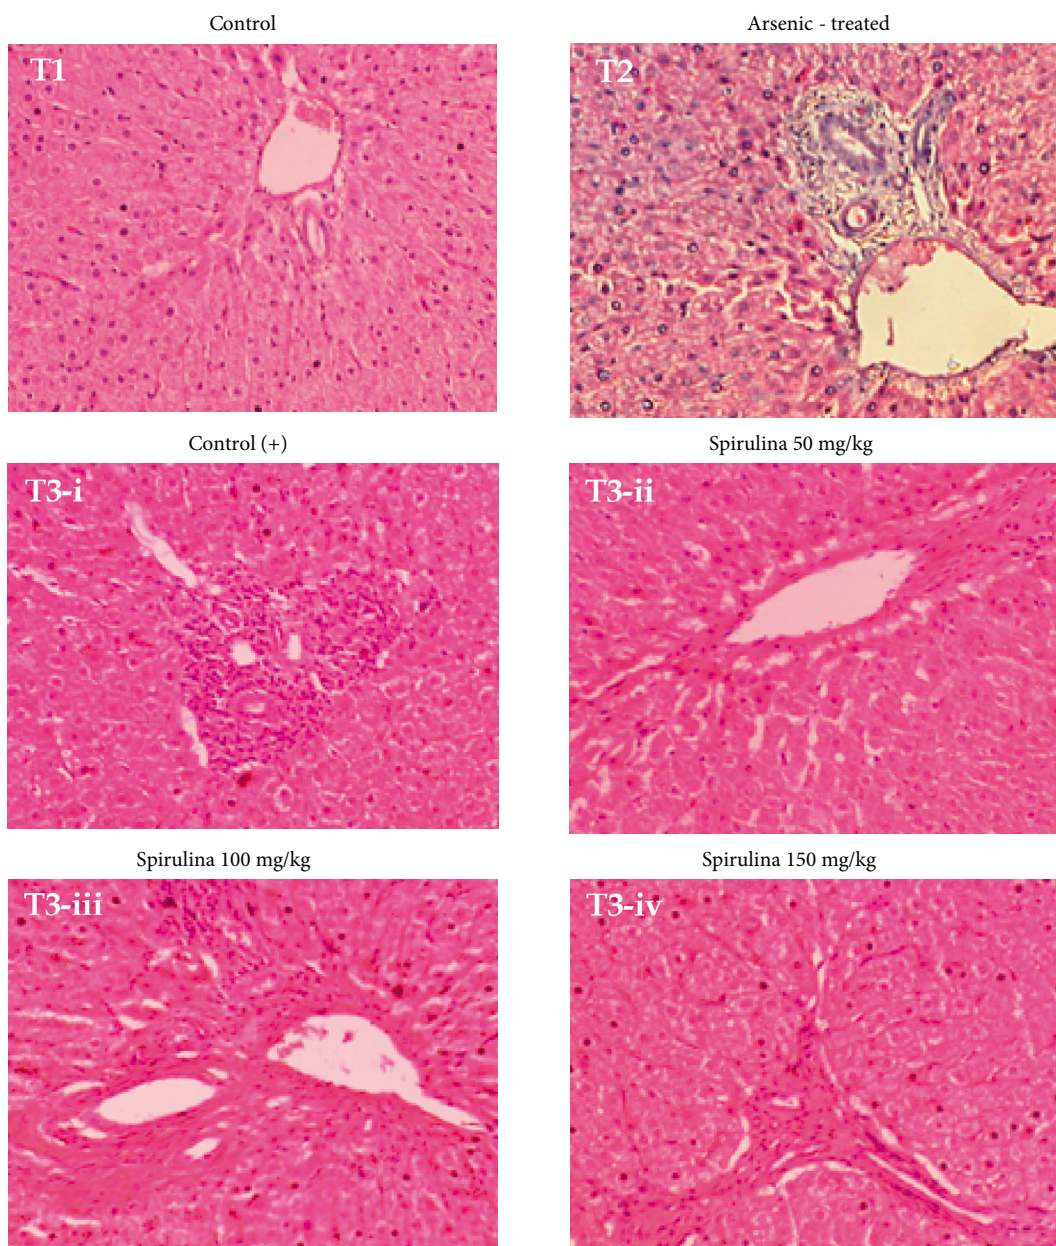 Control
Arsenic - treated
T1
T2
Control (+)
Spirulina 50 mg/kg
T3-i
T3-ii
Spirulina 100 mg/kg
Spirulina 150 mg/kg
T3-iii
T3-iv